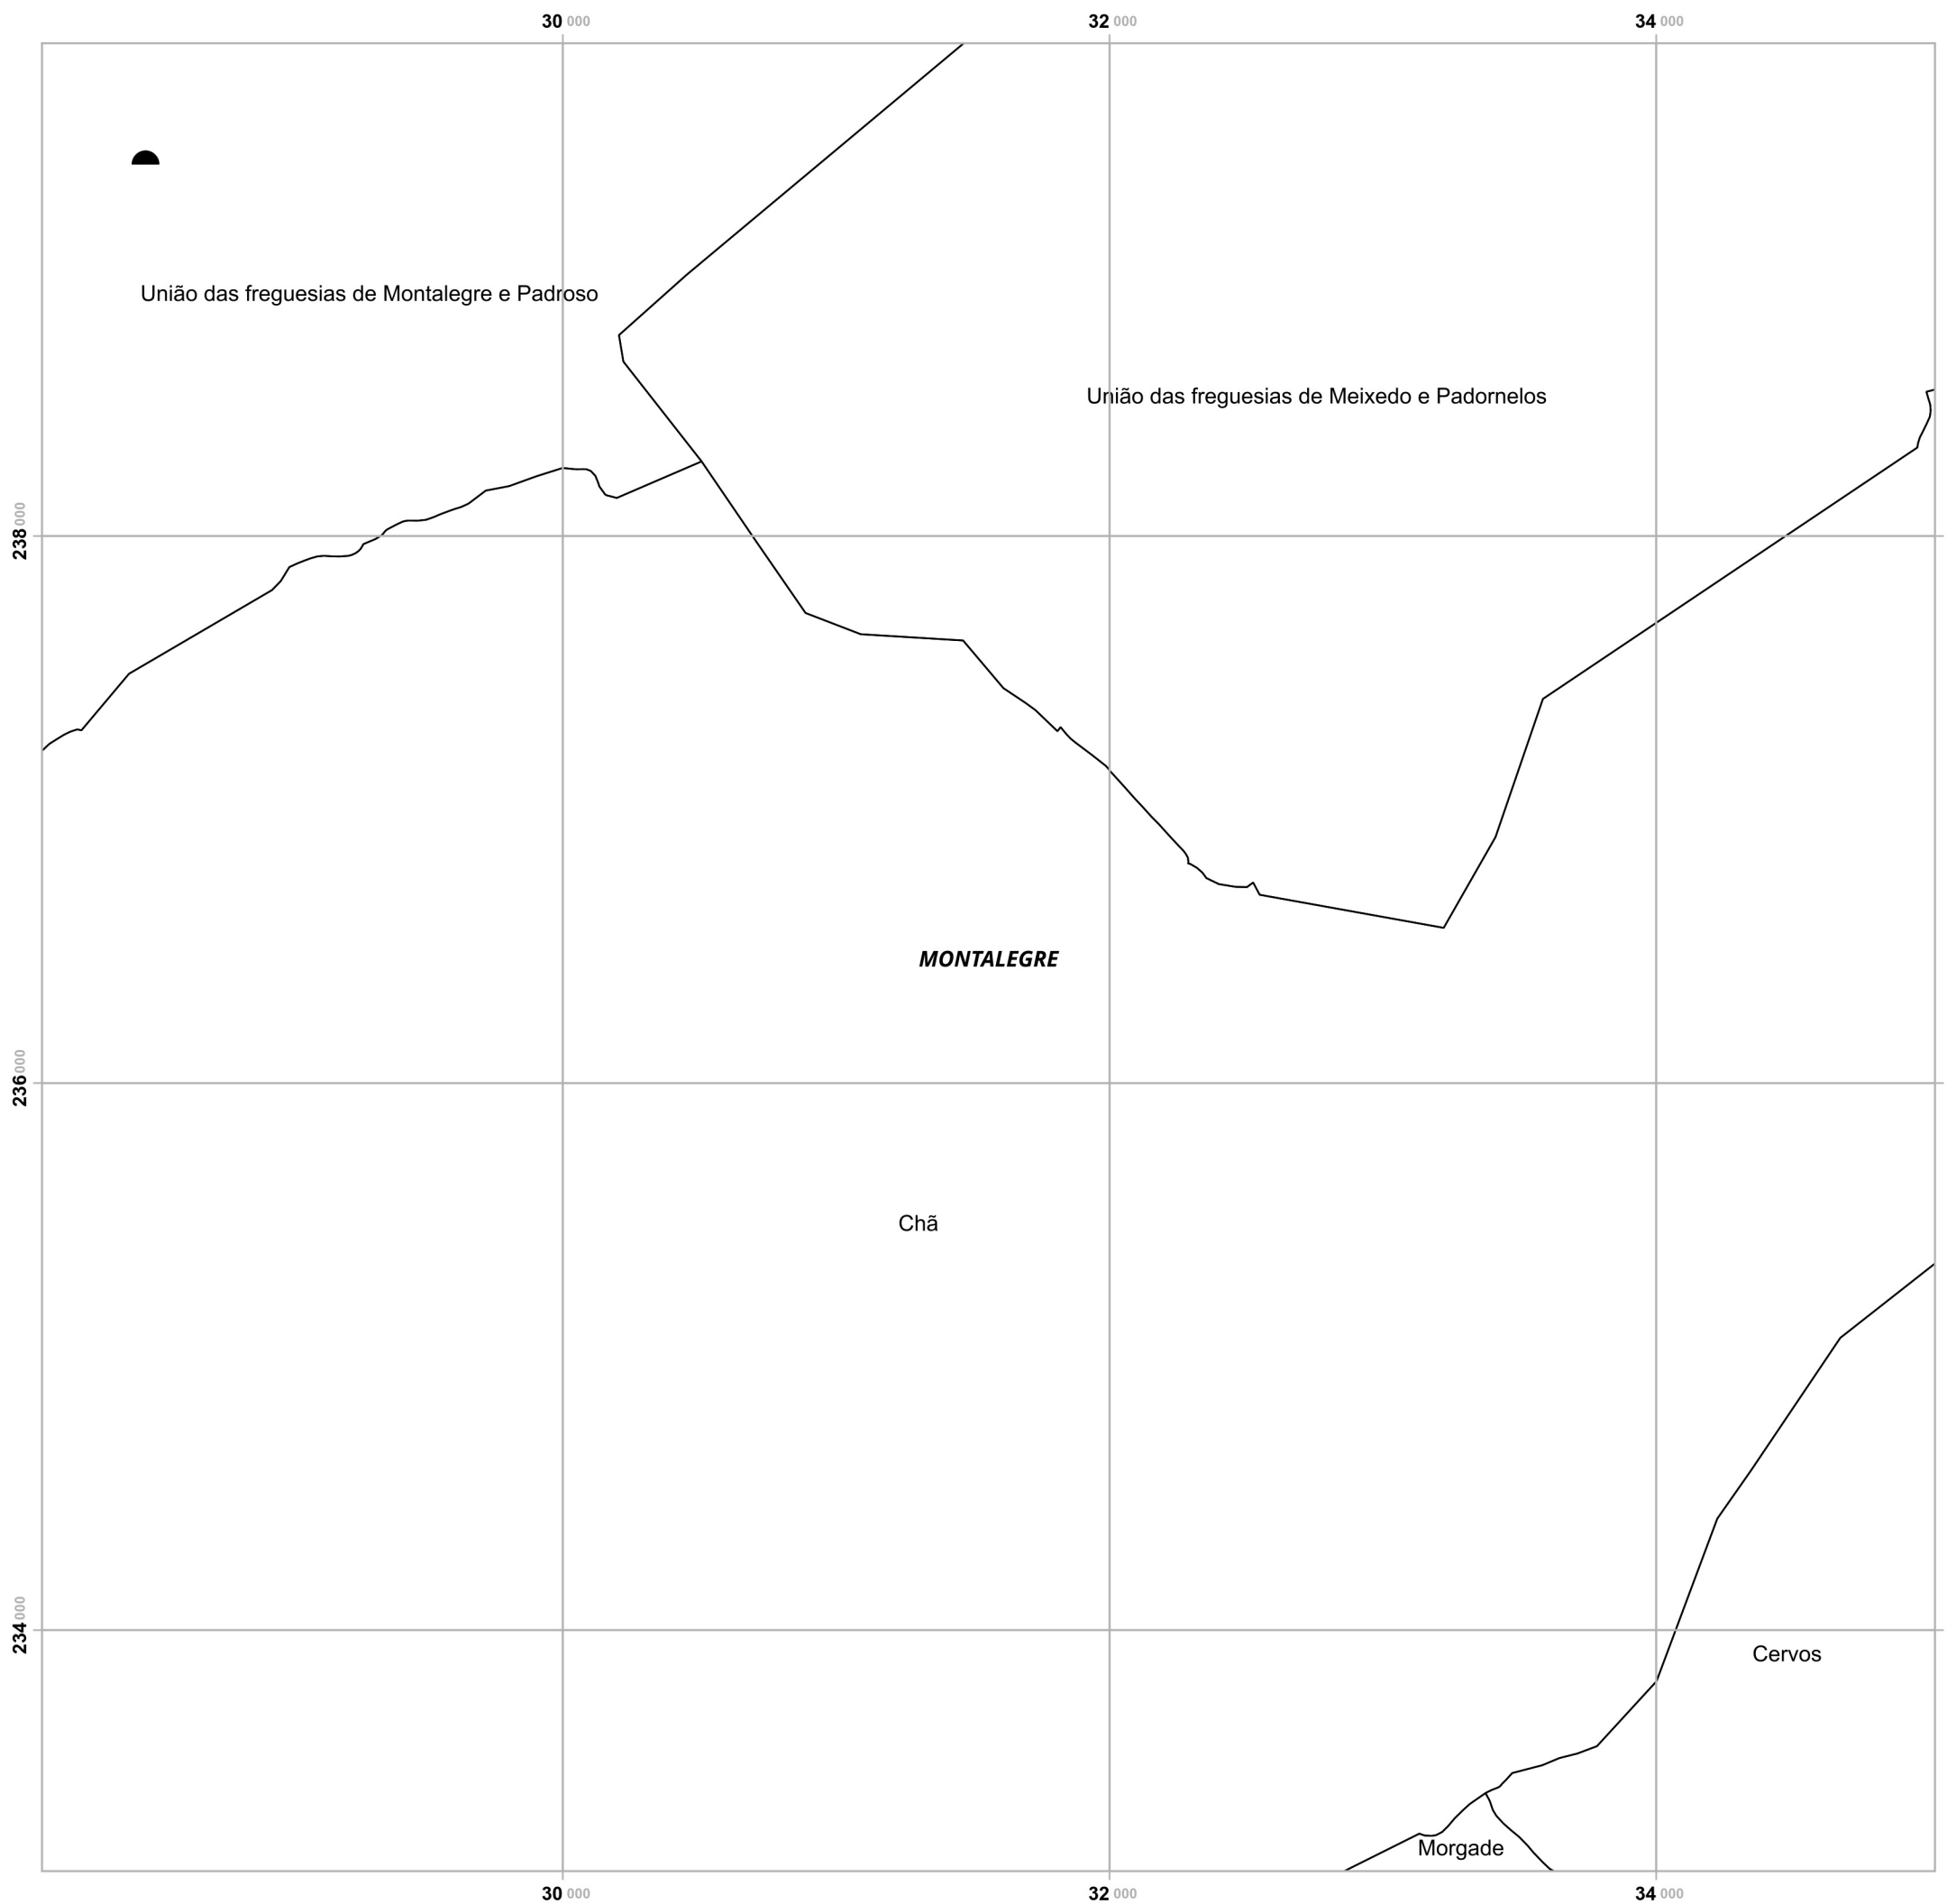 30 000 32 000 34 000
União das freguesias de Montalegre e Padroso
União das freguesias de Meixedo e Padornelos
238 000
MONTALEGRE
236 000
Chã
234 000
Cervos
Morgade
30 000 32 000 34 000